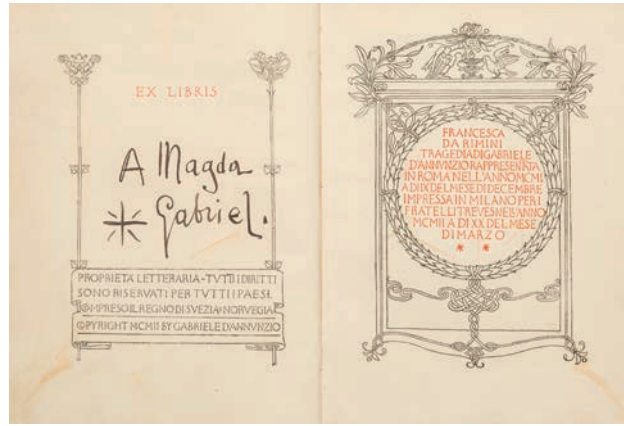 EX LIBRIS
A Magda
Gabriel.
PROPRIETÀ LETTERARIA-TUTTI I DIRITTI
SONO RISERVATI PER TUTTI I PAESI.
COMPRESO IL REGNO DI SVEZIA E NORVEGIA
COPYRIGHT MCMII BY GABRIELE D'ANNVNZIO
FRANCESCA
DA RIMINI
TRAGEDIA DI GABRIELE
D'ANNVNZIO RAPPRESENTATA
IN ROMA NELL'ANNO MCMI
A DI IX DEL MESE DI DECEMBRE
IMPRESSA IN MILANO PER I
FRATELLI TREVES NELL'ANNO
MCMII A DI XX DEL MESE
DI MARZO